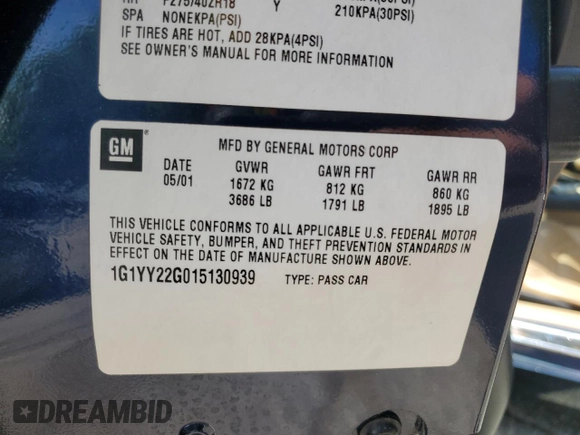 P275/40ZR18 Y 210KPA(30PSI)
SPA NONEKPA(PSI)
IF TIRES ARE HOT, ADD 28KPA(4PSI)
SEE OWNER'S MANUAL FOR MORE INFORMATION
GM
MFD BY GENERAL MOTORS CORP
DATE GVWR GAWR FRT GAWR RR
05/01 1672 KG 812 KG 860 KG
3686 LB 1791 LB 1895 LB
THIS VEHICLE CONFORMS TO ALL APPLICABLE U.S. FEDERAL MOTOR
VEHICLE SAFETY, BUMPER, AND THEFT PREVENTION STANDARDS IN
EFFECT ON THE DATE OF MANUFACTURE SHOWN ABOVE.
1G1YY22G015130939 TYPE: PASS CAR
DREAMBID